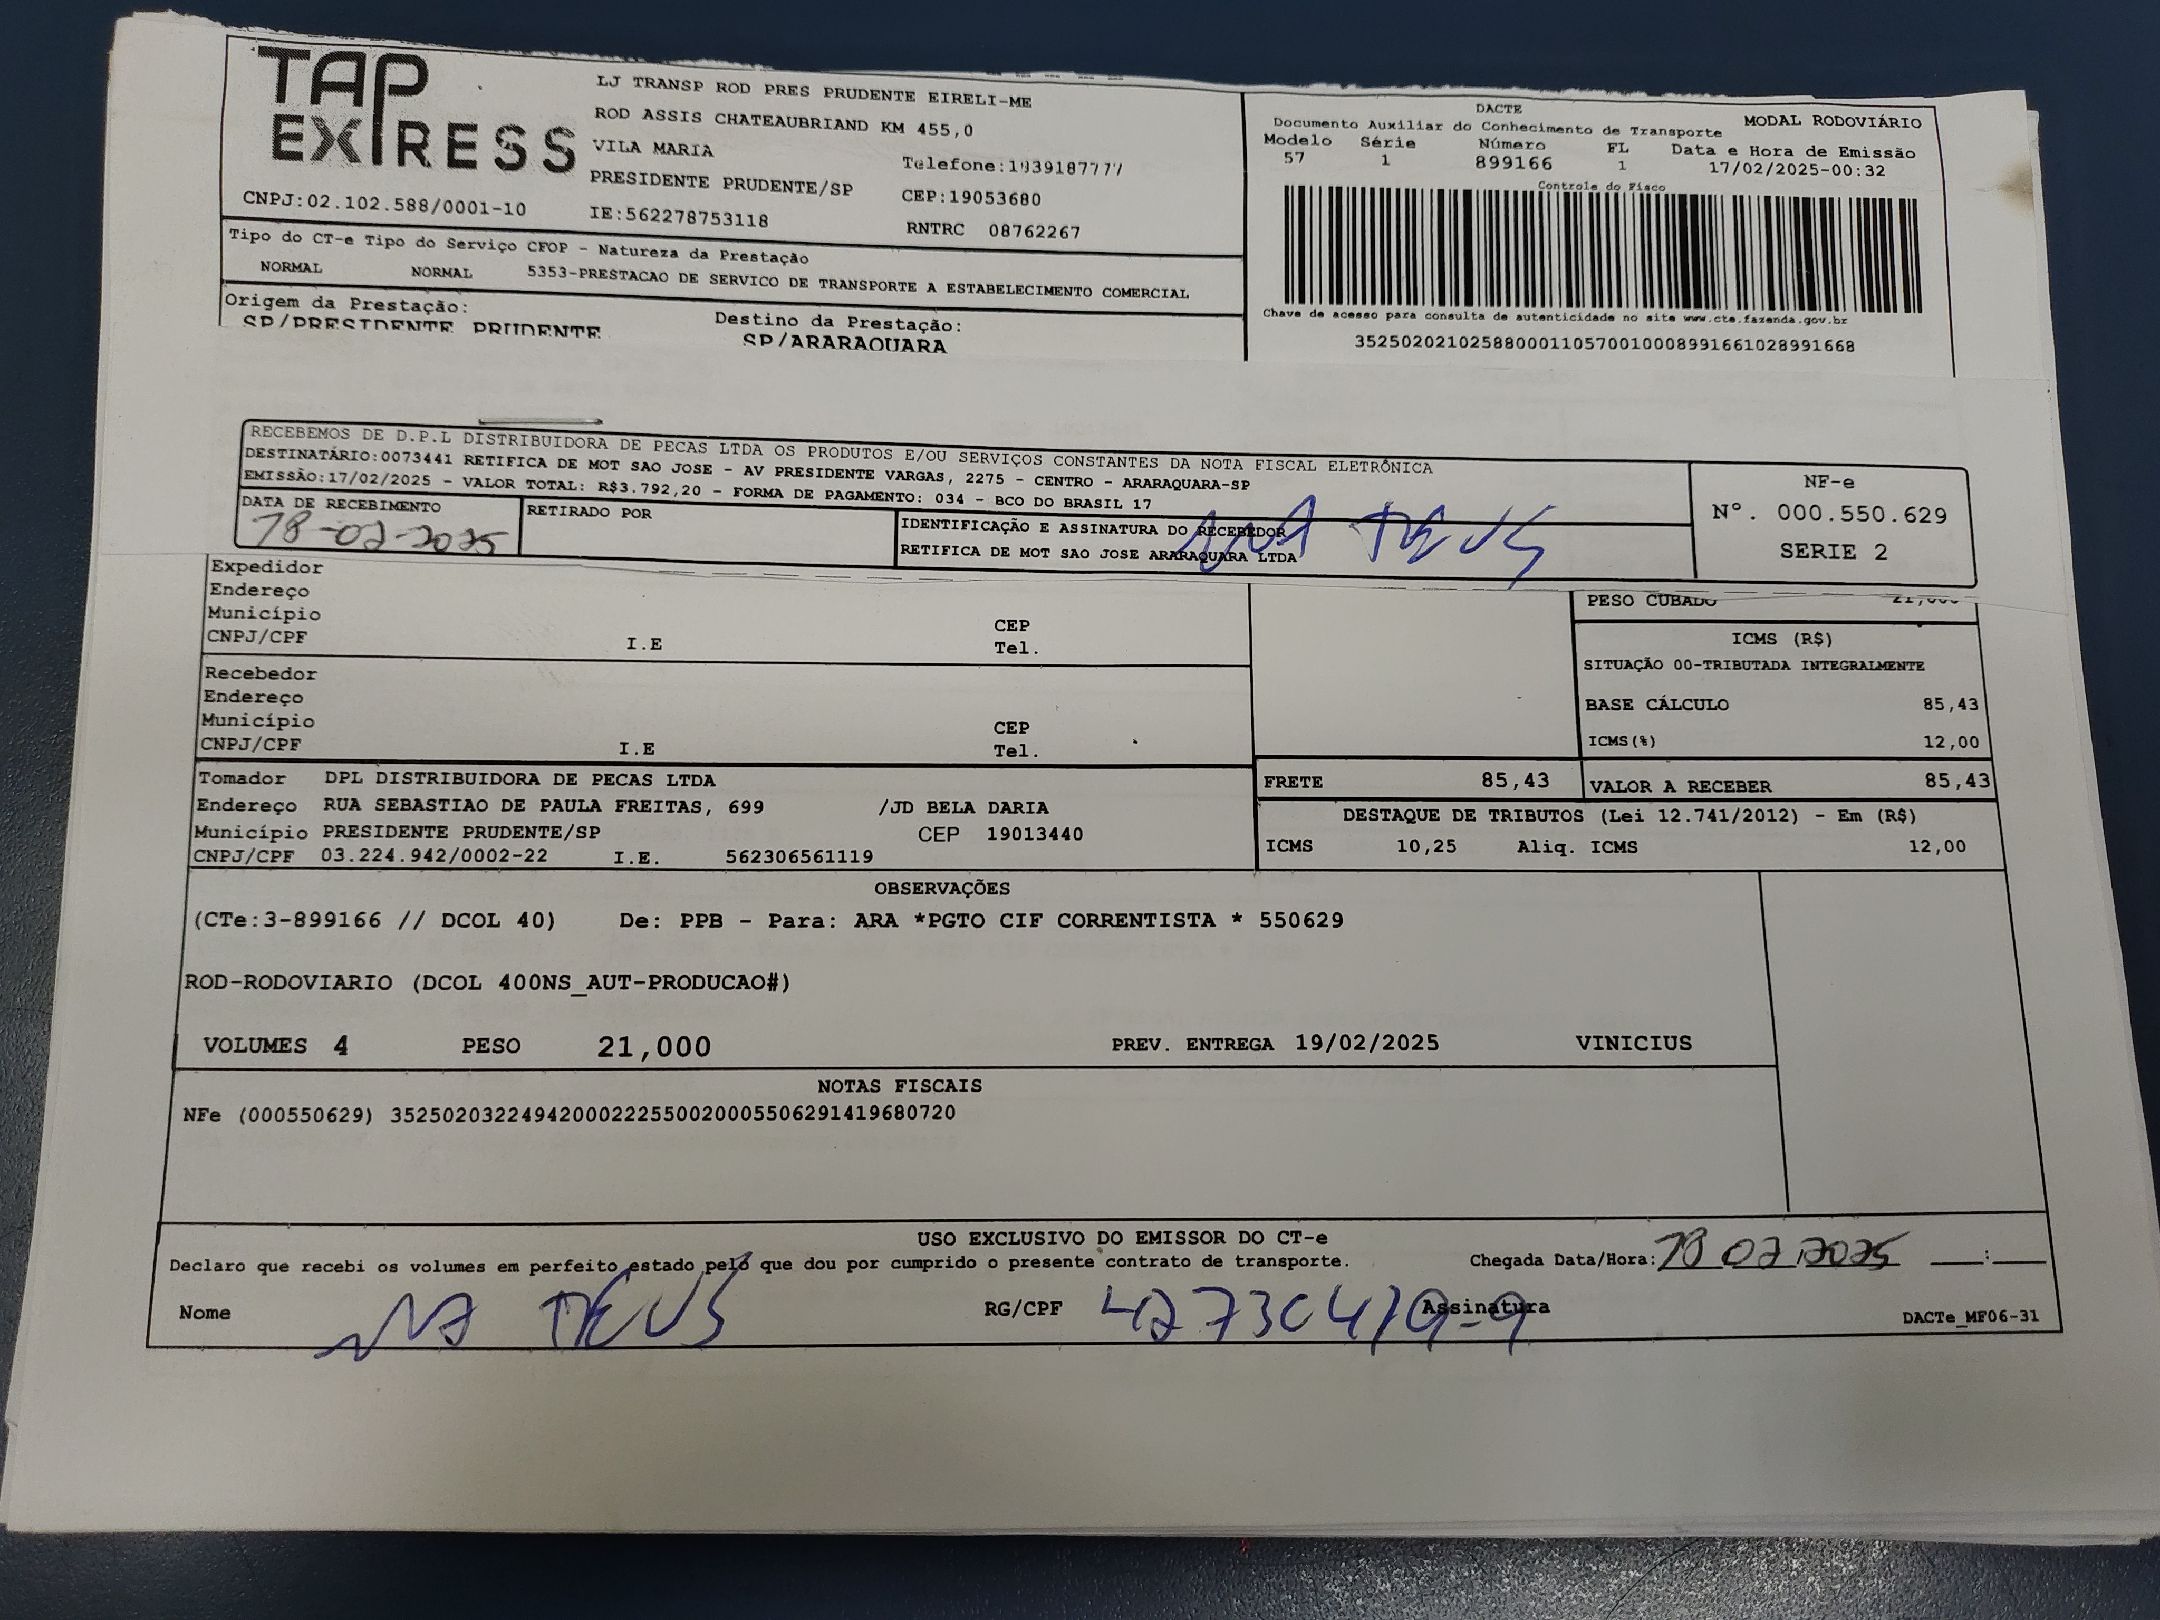 TAP EXPRESS
LJ TRANSP ROD PRES PRUDENTE EIRELI-ME
ROD ASSIS CHATEAUBRIAND KM 455,0
VILA MARIA
Telefone:1839187777
PRESIDENTE PRUDENTE/SP
CEP:19053680
CNPJ:02.102.588/0001-10
IE:562278753118
RNTRC 08762267
Tipo do CT-e Tipo do Serviço CFOP - Natureza da Prestação
NORMAL NORMAL 5353-PRESTACAO DE SERVICO DE TRANSPORTE A ESTABELECIMENTO COMERCIAL
Origem da Prestação: Destino da Prestação:
SP/PRESIDENTE PRUDENTE SP/ARARAQUARA
DACTE
Documento Auxiliar do Conhecimento de Transporte MODAL RODOVIÁRIO
Modelo Série Número FL Data e Hora de Emissão
57 1 899166 1 17/02/2025-00:32
Controle do Fisco
Chave de acesso para consulta de autenticidade no site www.cte.fazenda.gov.br
35250202102588000110570010008991661028991668
RECEBEMOS DE D.P.L DISTRIBUIDORA DE PECAS LTDA OS PRODUTOS E/OU SERVIÇOS CONSTANTES DA NOTA FISCAL ELETRÔNICA
DESTINATÁRIO:0073441 RETIFICA DE MOT SAO JOSE - AV PRESIDENTE VARGAS, 2275 - CENTRO - ARARAQUARA-SP
EMISSÃO:17/02/2025 - VALOR TOTAL: R$3.792,20 - FORMA DE PAGAMENTO: 034 - BCO DO BRASIL 17
DATA DE RECEBIMENTO RETIRADO POR IDENTIFICAÇÃO E ASSINATURA DO RECEBEDOR
18-02-2025
RETIFICA DE MOT SAO JOSE ARARAQUARA LTDA
NF-e
Nº. 000.550.629
SERIE 2
Expedidor
Endereço
Município CEP
CNPJ/CPF I.E Tel.
Recebedor
Endereço
Município CEP
CNPJ/CPF I.E Tel.
PESO CUBADO 21,000
ICMS (R$)
SITUAÇÃO 00-TRIBUTADA INTEGRALMENTE
BASE CÁLCULO 85,43
ICMS(%) 12,00
Tomador DPL DISTRIBUIDORA DE PECAS LTDA
Endereço RUA SEBASTIAO DE PAULA FREITAS, 699 /JD BELA DARIA
Município PRESIDENTE PRUDENTE/SP CEP 19013440
CNPJ/CPF 03.224.942/0002-22 I.E. 562306561119
FRETE 85,43 VALOR A RECEBER 85,43
DESTAQUE DE TRIBUTOS (Lei 12.741/2012) - Em (R$)
ICMS 10,25 Aliq. ICMS 12,00
OBSERVAÇÕES
(CTe:3-899166 // DCOL 40) De: PPB - Para: ARA *PGTO CIF CORRENTISTA * 550629
ROD-RODOVIARIO (DCOL 400NS_AUT-PRODUCAO#)
VOLUMES 4 PESO 21,000 PREV. ENTREGA 19/02/2025 VINICIUS
NOTAS FISCAIS
NFe (000550629) 35250203224942000222550020005506291419680720
USO EXCLUSIVO DO EMISSOR DO CT-e
Declaro que recebi os volumes em perfeito estado pelo que dou por cumprido o presente contrato de transporte. Chegada Data/Hora: 18 02 2025 ___:___
Nome RG/CPF Assinatura DACTe_MF06-31